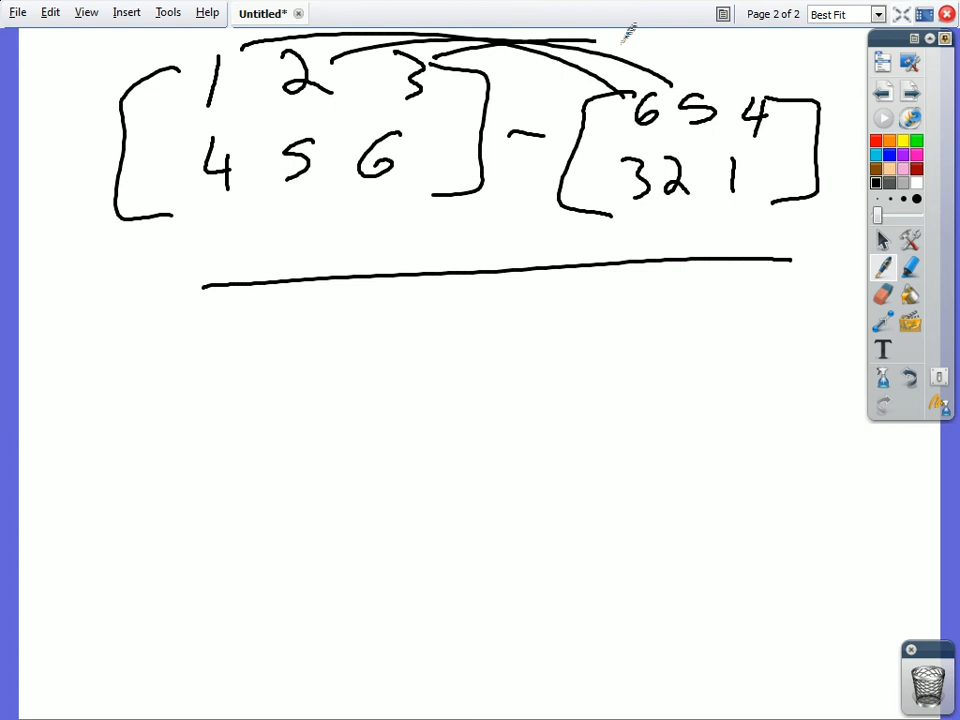 File Edit View Insert Tools Help Untitled* Page 2 of 2 Best Fit
1 2 3 - 6 5 4
4 5 6 3 2 1
T